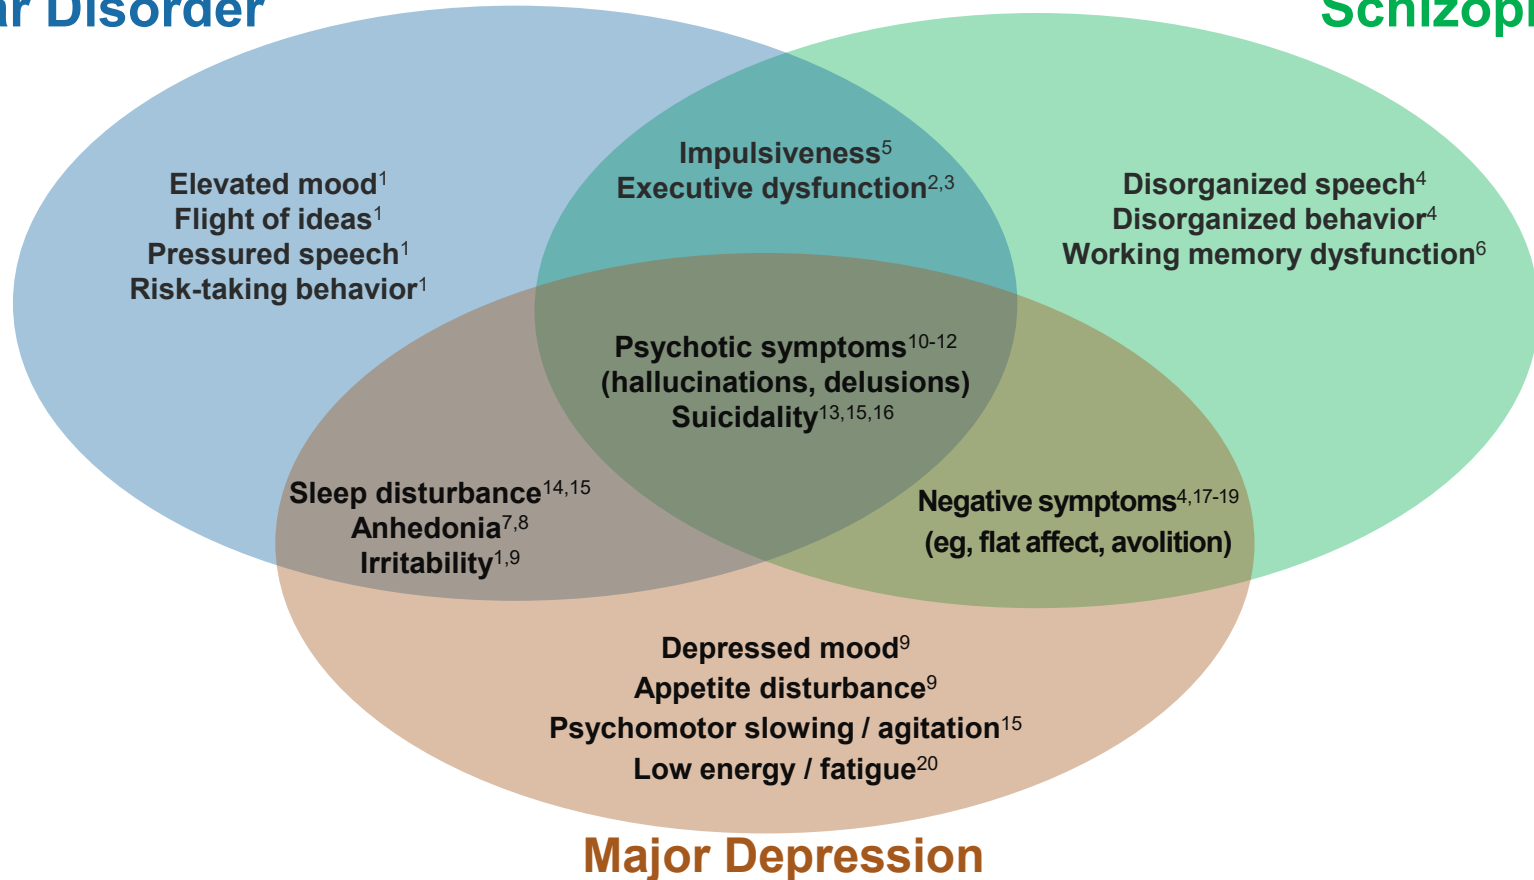 ar Disorder
Schizop
Impulsiveness5
Executive dysfunction2,3
Elevated mood1
Flight of ideas1
Pressured speech1
Risk-taking behavior1
Disorganized speech4
Disorganized behavior4
Working memory dysfunction6
Psychotic symptoms10-12
(hallucinations, delusions)
Suicidality13,15,16
Sleep disturbance14,15
Anhedonia7,8
Irritability1,9
Negative symptoms4,17-19
(eg, flat affect, avolition)
Depressed mood9
Appetite disturbance9
Psychomotor slowing / agitation15
Low energy / fatigue20
Major Depression